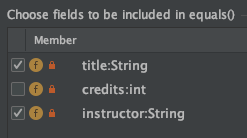 Choose fields to be included in equals()
Member
f title:String
f credits:int
f instructor:String